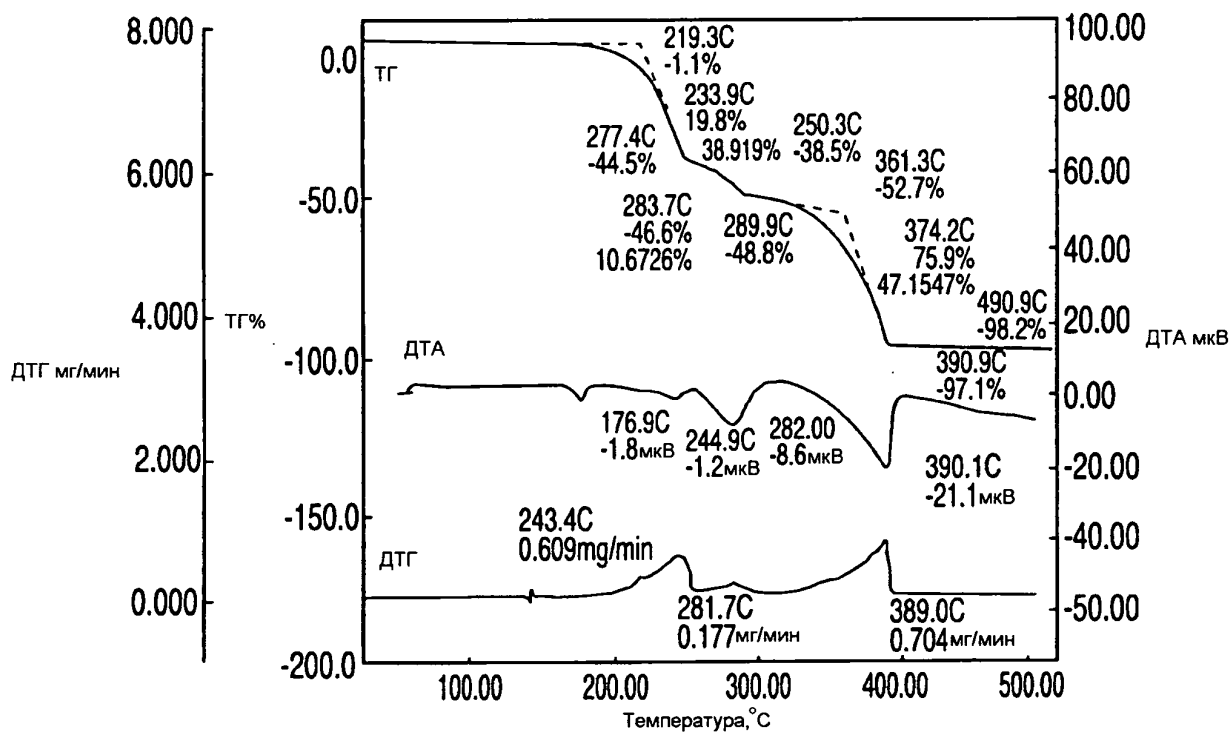 8.000
6.000
4.000
2.000
0.000
ДТГ мг/мин
0.0
-50.0
-100.0
-150.0
-200.0
ТГ%
100.00
80.00
60.00
40.00
20.00
0.00
-20.00
-40.00
-50.00
ДТА мкВ
ТГ
219.3C
-1.1%
233.9C
19.8%
38.919%
277.4C
-44.5%
250.3C
-38.5%
361.3C
-52.7%
283.7C
-46.6%
10.6726%
289.9C
-48.8%
374.2C
75.9%
47.1547%
490.9C
-98.2%
390.9C
-97.1%
ДТА
176.9C
-1.8мкВ
244.9C
-1.2мкВ
282.00
-8.6мкВ
390.1C
-21.1мкВ
ДТГ
243.4C
0.609mg/min
281.7C
0.177мг/мин
389.0C
0.704мг/мин
100.00
200.00
300.00
400.00
500.00
Температура,°C